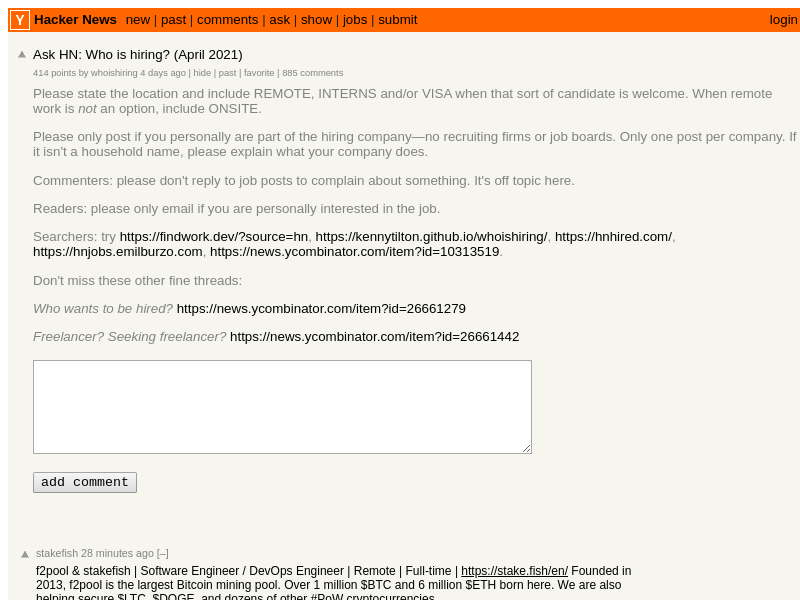 Y Hacker News new | past | comments | ask | show | jobs | submit login
Ask HN: Who is hiring? (April 2021)
414 points by whoishiring 4 days ago | hide | past | favorite | 885 comments
Please state the location and include REMOTE, INTERNS and/or VISA when that sort of candidate is welcome. When remote
work is not an option, include ONSITE.
Please only post if you personally are part of the hiring company—no recruiting firms or job boards. Only one post per company. If
it isn't a household name, please explain what your company does.
Commenters: please don't reply to job posts to complain about something. It's off topic here.
Readers: please only email if you are personally interested in the job.
Searchers: try https://findwork.dev/?source=hn, https://kennytilton.github.io/whoishiring/, https://hnhired.com/,
https://hnjobs.emilburzo.com, https://news.ycombinator.com/item?id=10313519.
Don't miss these other fine threads:
Who wants to be hired? https://news.ycombinator.com/item?id=26661279
Freelancer? Seeking freelancer? https://news.ycombinator.com/item?id=26661442
add comment
stakefish 28 minutes ago [–]
f2pool & stakefish | Software Engineer / DevOps Engineer | Remote | Full-time | https://stake.fish/en/ Founded in
2013, f2pool is the largest Bitcoin mining pool. Over 1 million $BTC and 6 million $ETH born here. We are also
helping secure $LTC, $DOGE, and dozens of other #PoW cryptocurrencies.